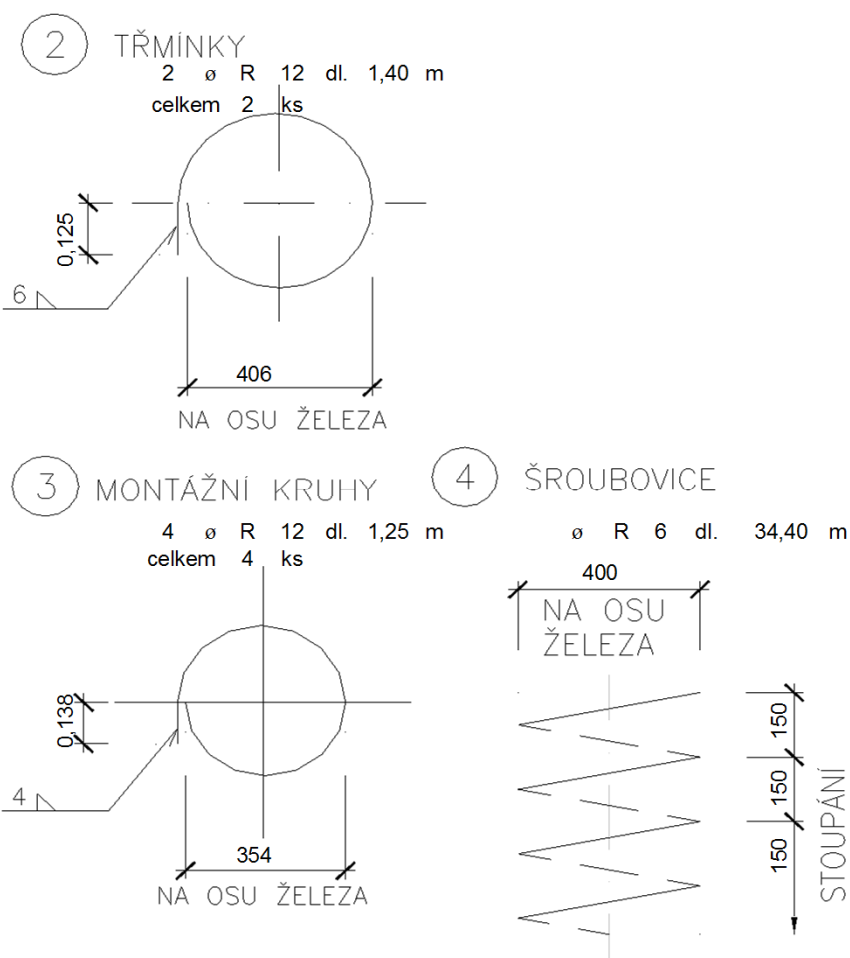 2 TŘMÍNKY
2 ø R 12 dl. 1,40 m
celkem 2 ks
0,125
6
406
NA OSU ŽELEZA
3 MONTÁŽNÍ KRUHY
4 ø R 12 dl. 1,25 m
celkem 4 ks
0,138
4
354
NA OSU ŽELEZA
4 ŠROUBOVICE
ø R 6 dl. 34,40 m
400
NA OSU
ŽELEZA
150
150
150
STOUPÁNÍ